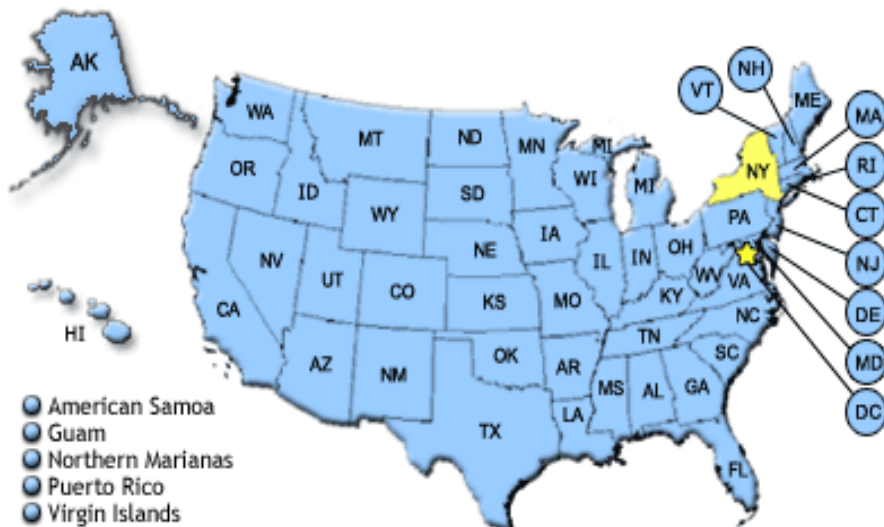 AK
VT
NH
ME
MA
RI
CT
NJ
DE
MD
DC
WA
MT
ND
MN
MI
OR
ID
SD
WI
MI
NY
WY
PA
IA
NE
NV
UT
CO
IL
IN
OH
WV
VA
CA
KS
MO
KY
HI
NC
TN
AZ
NM
OK
AR
SC
MS
AL
GA
LA
TX
FL
American Samoa
Guam
Northern Marianas
Puerto Rico
Virgin Islands